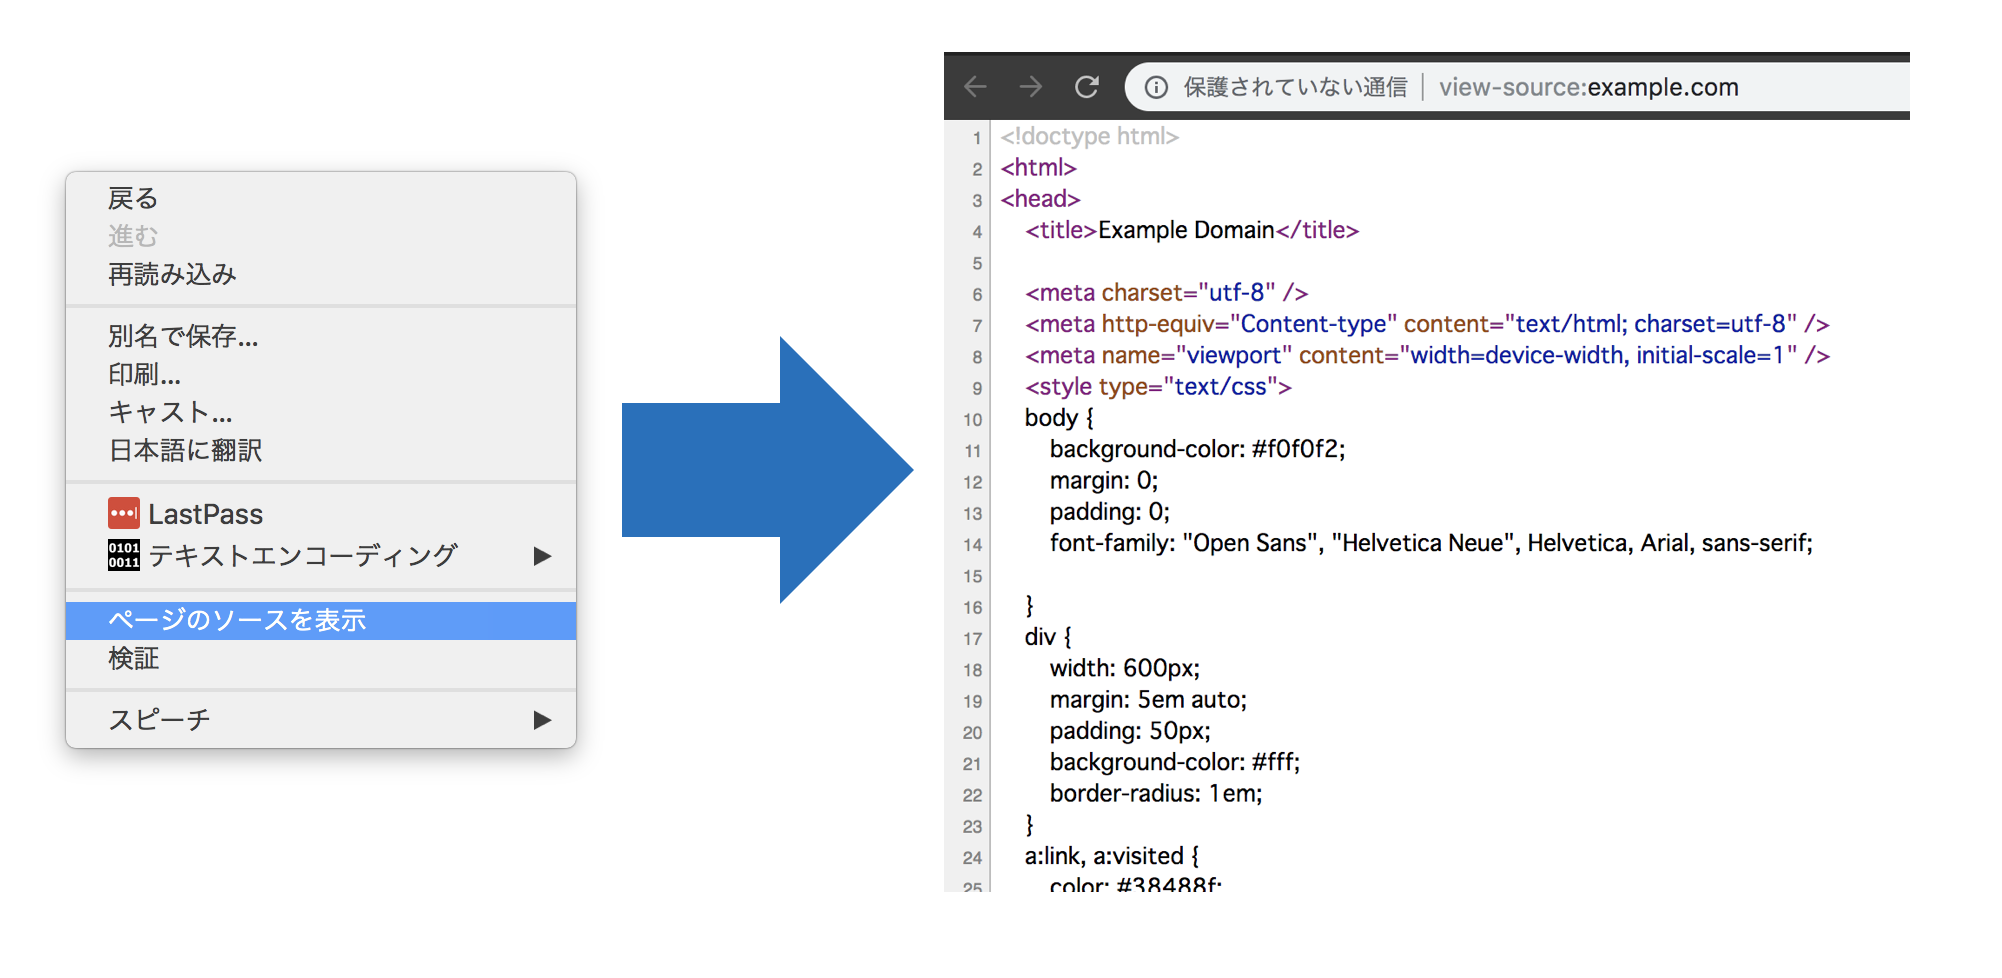 戻る
進む
再読み込み
別名で保存...
印刷...
キャスト...
日本語に翻訳
LastPass
0101
0011
テキストエンコーディング
ページのソースを表示
検証
スピーチ
保護されていない通信 | view-source:example.com
1 <!doctype html>
2 <html>
3 <head>
4 <title>Example Domain</title>
5
6 <meta charset="utf-8" />
7 <meta http-equiv="Content-type" content="text/html; charset=utf-8" />
8 <meta name="viewport" content="width=device-width, initial-scale=1" />
9 <style type="text/css">
10 body {
11 background-color: #f0f0f2;
12 margin: 0;
13 padding: 0;
14 font-family: "Open Sans", "Helvetica Neue", Helvetica, Arial, sans-serif;
15
16 }
17 div {
18 width: 600px;
19 margin: 5em auto;
20 padding: 50px;
21 background-color: #fff;
22 border-radius: 1em;
23 }
24 a:link, a:visited {
25 color: #38488f;